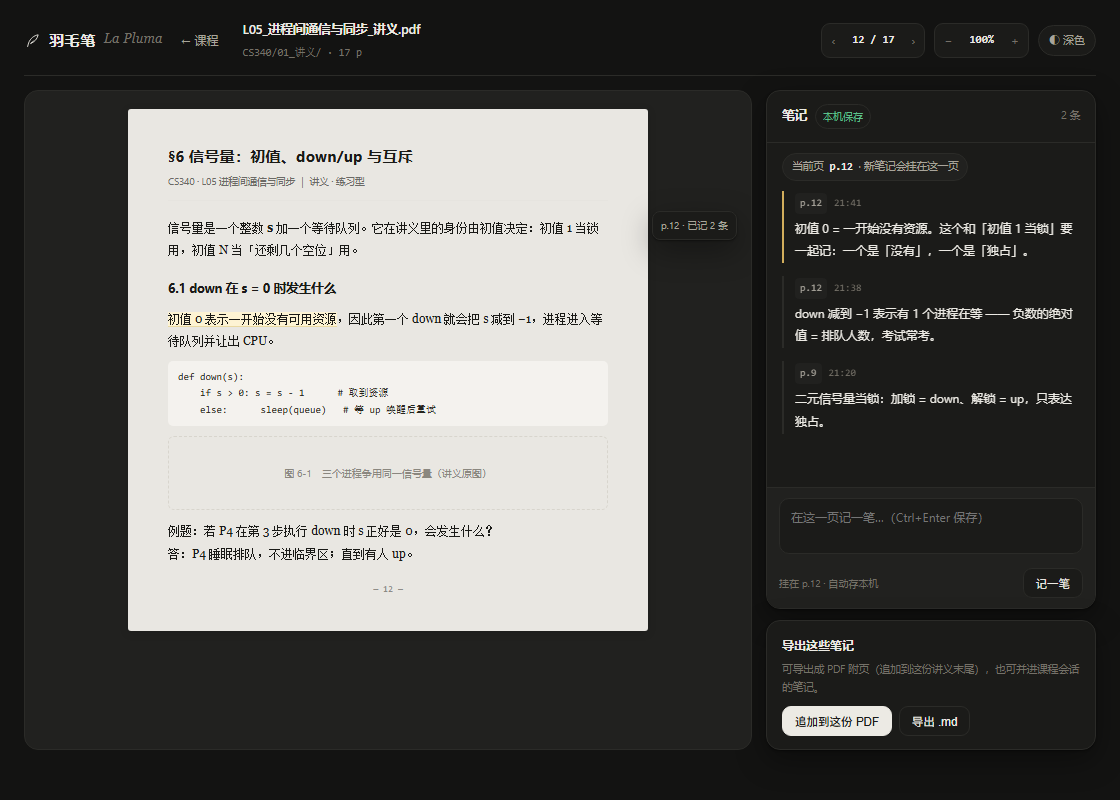 羽毛笔 La Pluma ←课程
L05_进程间通信与同步_讲义.pdf
CS340/01_讲义/ · 17 p
‹ 12 / 17 ›
− 100% +
深色
§6 信号量：初值、down/up 与互斥
CS340 · L05 进程间通信与同步 ｜ 讲义 · 练习型
信号量是一个整数 s 加一个等待队列。它在讲义里的身份由初值决定：初值 1 当锁
用，初值 N 当「还剩几个空位」用。
6.1 down 在 s = 0 时发生什么
初值 0 表示一开始没有可用资源，因此第一个 down 就会把 s 减到 −1，进程进入等
待队列并让出 CPU。
def down(s):
if s > 0: s = s - 1 # 取到资源
else: sleep(queue) # 等 up 唤醒后重试
图 6-1 三个进程争用同一信号量（讲义原图）
例题：若 P4 在第 3 步执行 down 时 s 正好是 0，会发生什么？
答：P4 睡眠排队，不进临界区；直到有人 up。
— 12 —
p.12 · 已记 2 条
笔记 本机保存 2 条
当前页 p.12 · 新笔记会挂在这一页
p.12 21:41
初值 0 = 一开始没有资源。这个和「初值 1 当锁」要
一起记：一个是「没有」，一个是「独占」。
p.12 21:38
down 减到 −1 表示有 1 个进程在等 —— 负数的绝对
值 = 排队人数，考试常考。
p.9 21:20
二元信号量当锁：加锁 = down、解锁 = up，只表达
独占。
在这一页记一笔…（Ctrl+Enter 保存）
挂在 p.12 · 自动存本机
记一笔
导出这些笔记
可导出成 PDF 附页（追加到这份讲义末尾），也可并进课程会话
的笔记。
追加到这份 PDF
导出 .md